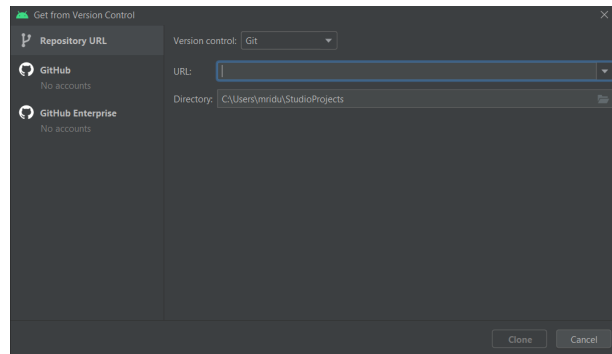 Get from Version Control
Repository URL
GitHub
No accounts
GitHub Enterprise
No accounts
Version control: Git
URL:
Directory: C:\Users\mridu\StudioProjects
Clone Cancel